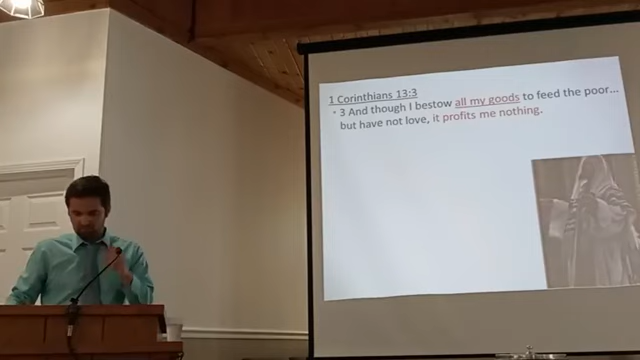 1 Corinthians 13:3
• 3 And though I bestow all my goods to feed the poor...
but have not love, it profits me nothing.